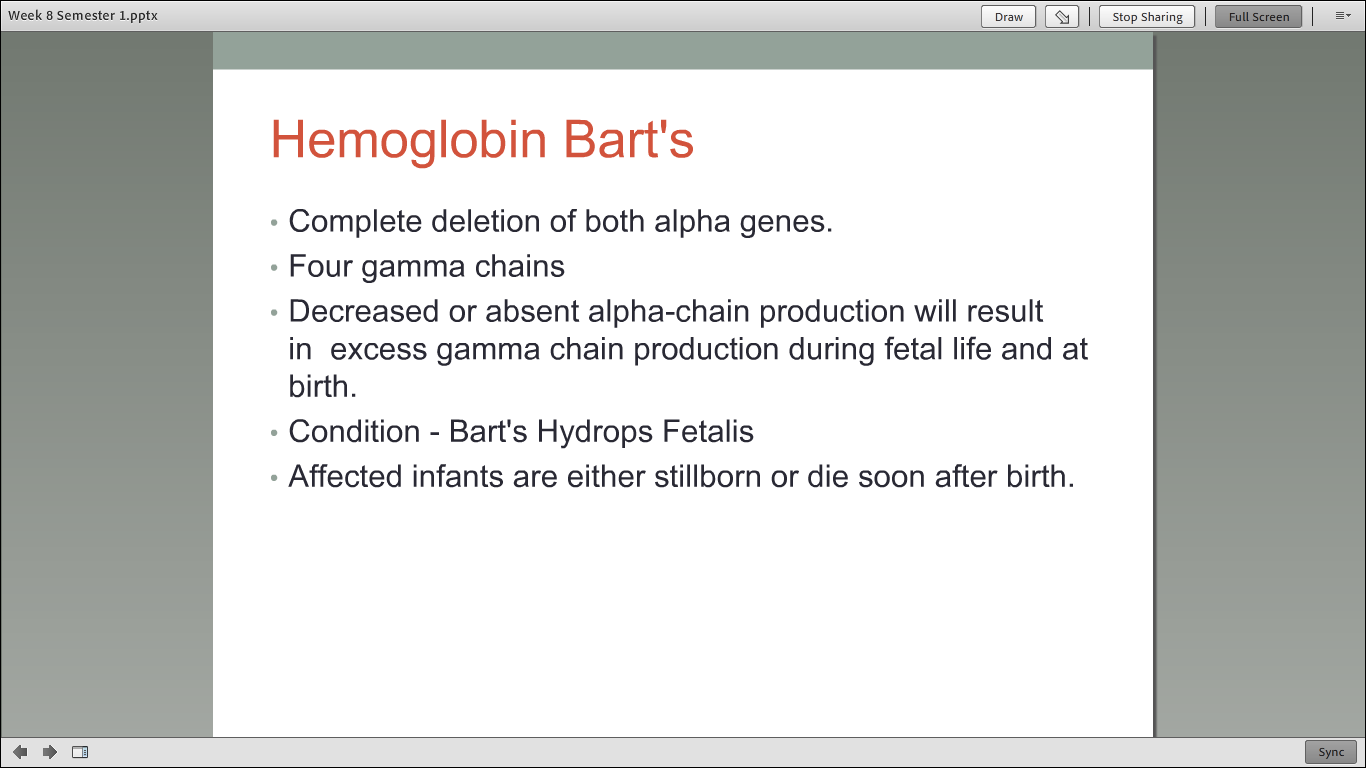 Week 8 Semester 1.pptx
Draw
Stop Sharing
Full Screen
Hemoglobin Bart's
• Complete deletion of both alpha genes.
• Four gamma chains
• Decreased or absent alpha-chain production will result
in  excess gamma chain production during fetal life and at
birth.
• Condition - Bart's Hydrops Fetalis
• Affected infants are either stillborn or die soon after birth.
Sync